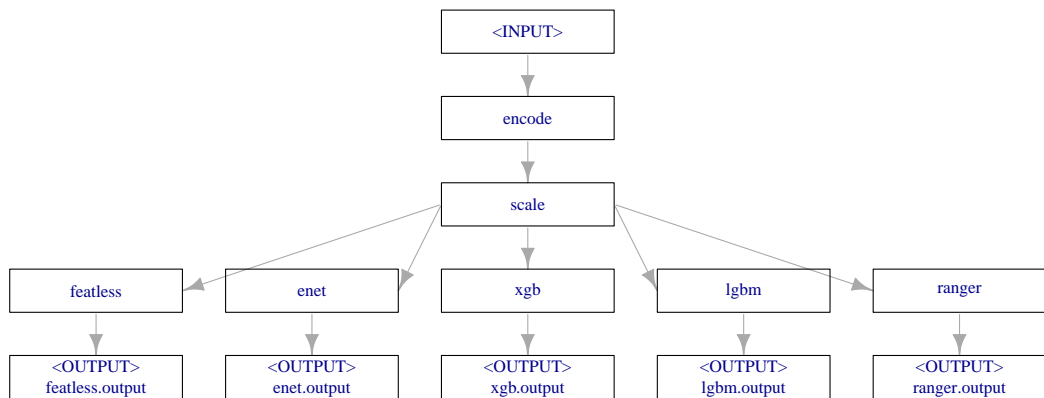 <INPUT>
encode
scale
featless
enet
xgb
lgbm
ranger
<OUTPUT>
featless.output
<OUTPUT>
enet.output
<OUTPUT>
xgb.output
<OUTPUT>
lgbm.output
<OUTPUT>
ranger.output